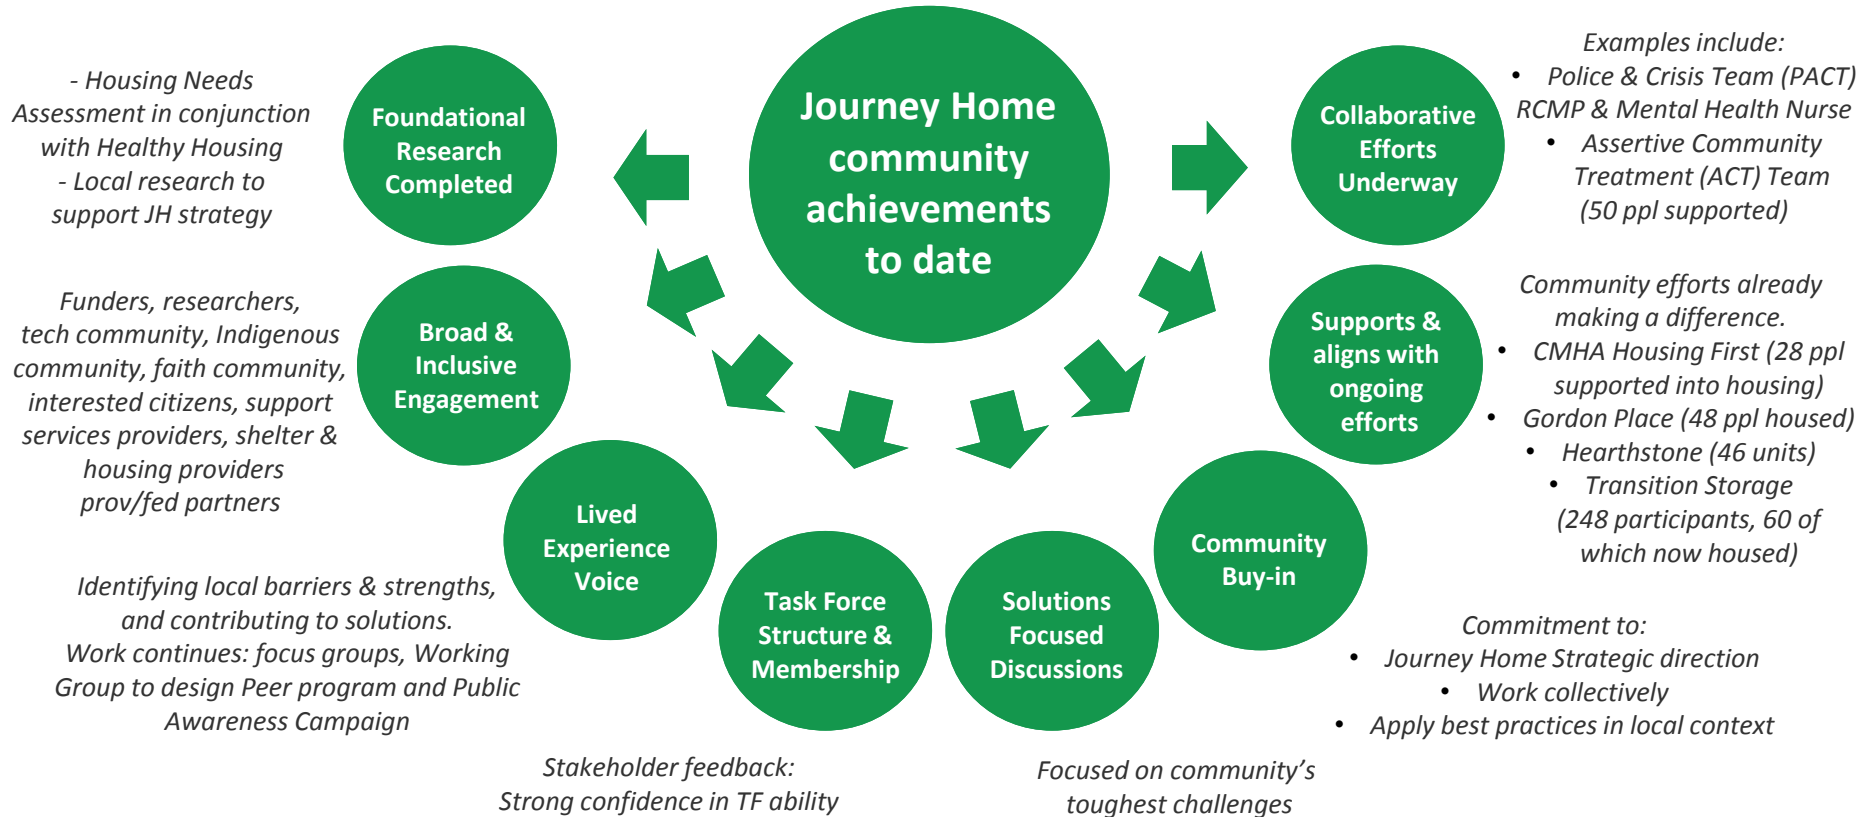 Journey Home
community
achievements
to date
Foundational
Research
Completed
- Housing Needs
Assessment in conjunction
with Healthy Housing
- Local research to
support JH strategy
Broad &
Inclusive
Engagement
Funders, researchers,
tech community, Indigenous
community, faith community,
interested citizens, support
services providers, shelter &
housing providers
prov/fed partners
Lived
Experience
Voice
Identifying local barriers & strengths,
and contributing to solutions.
Work continues: focus groups, Working
Group to design Peer program and Public
Awareness Campaign
Task Force
Structure &
Membership
Stakeholder feedback:
Strong confidence in TF ability
Solutions
Focused
Discussions
Focused on community’s
toughest challenges
Community
Buy-in
Commitment to:
• Journey Home Strategic direction
• Work collectively
• Apply best practices in local context
Supports &
aligns with
ongoing
efforts
Community efforts already
making a difference.
• CMHA Housing First (28 ppl
supported into housing)
• Gordon Place (48 ppl housed)
• Hearthstone (46 units)
• Transition Storage
(248 participants, 60 of
which now housed)
Collaborative
Efforts
Underway
Examples include:
• Police & Crisis Team (PACT)
RCMP & Mental Health Nurse
• Assertive Community
Treatment (ACT) Team
(50 ppl supported)